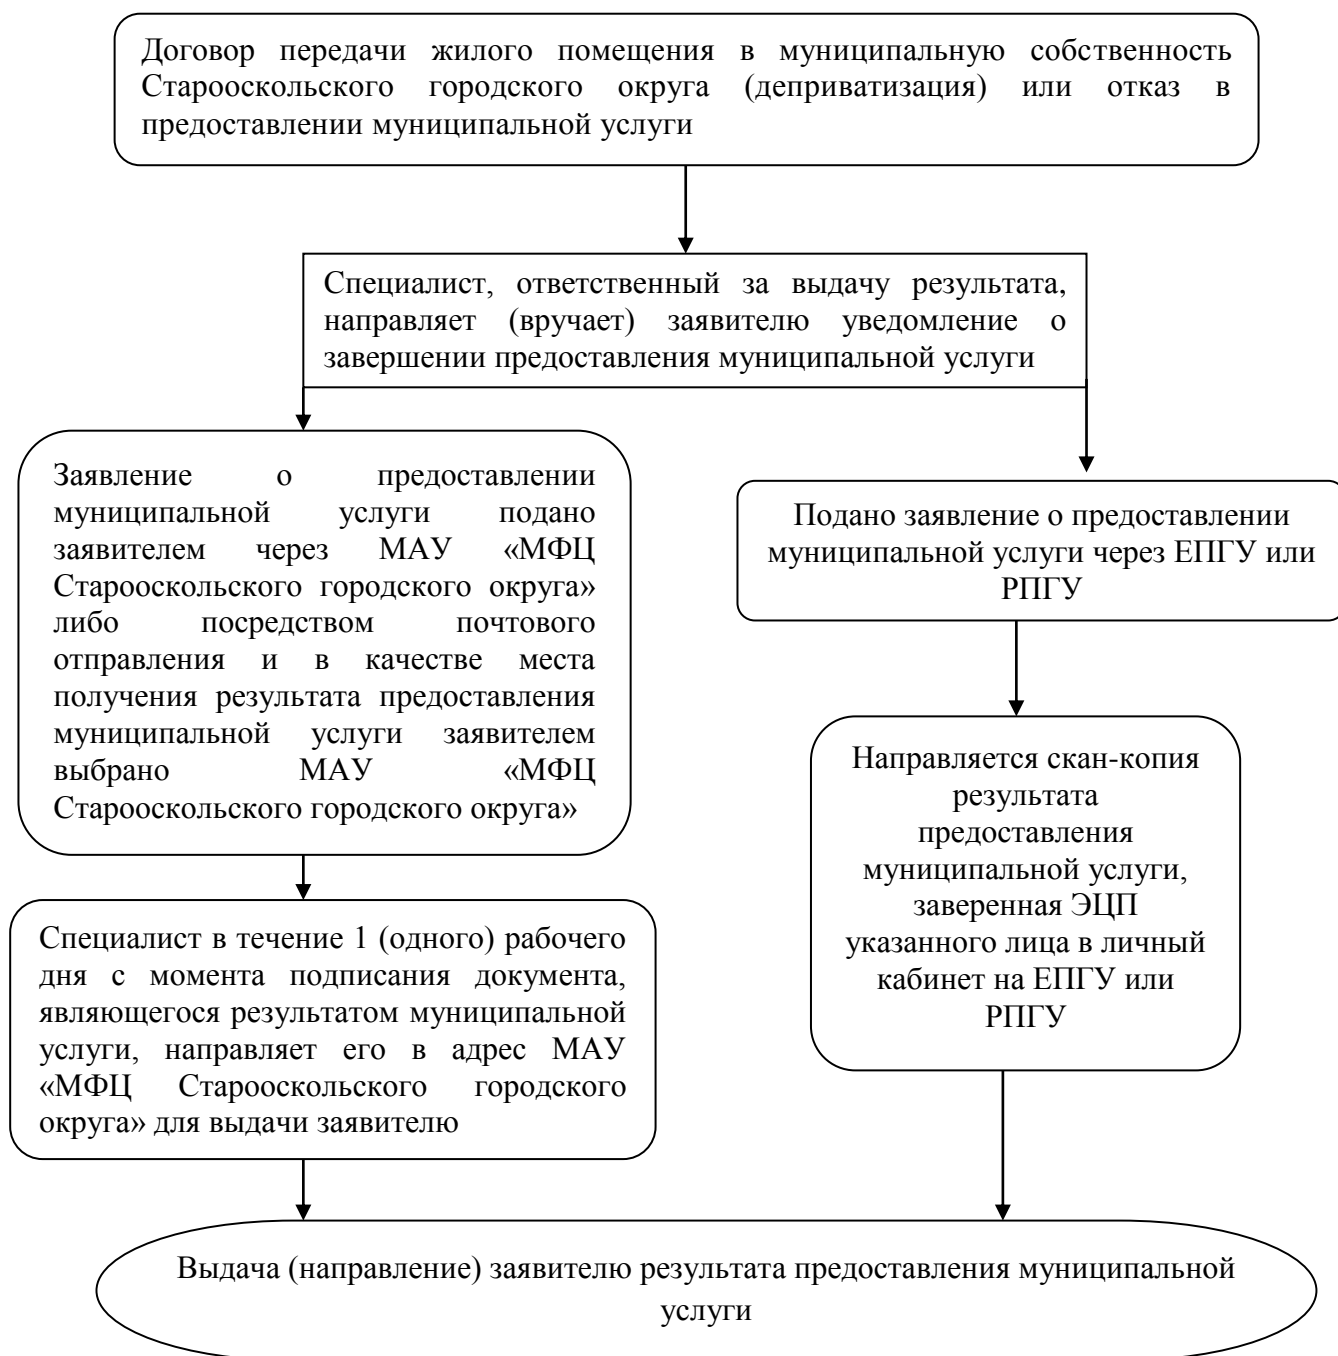 Договор передачи жилого помещения в муниципальную собственность
Старооскольского городского округа (деприватизация) или отказ в
предоставлении муниципальной услуги
Специалист, ответственный за выдачу результата,
направляет (вручает) заявителю уведомление о
завершении предоставления муниципальной услуги
Заявление о предоставлении
муниципальной услуги подано
заявителем через МАУ «МФЦ
Старооскольского городского округа»
либо посредством почтового
отправления и в качестве места
получения результата предоставления
муниципальной услуги заявителем
выбрано МАУ «МФЦ
Старооскольского городского округа»
Подано заявление о предоставлении
муниципальной услуги через ЕПГУ или
РПГУ
Направляется скан-копия
результата
предоставления
муниципальной услуги,
заверенная ЭЦП
указанного лица в личный
кабинет на ЕПГУ или
РПГУ
Специалист в течение 1 (одного) рабочего
дня с момента подписания документа,
являющегося результатом муниципальной
услуги, направляет его в адрес МАУ
«МФЦ Старооскольского городского
округа» для выдачи заявителю
Выдача (направление) заявителю результата предоставления муниципальной
услуги